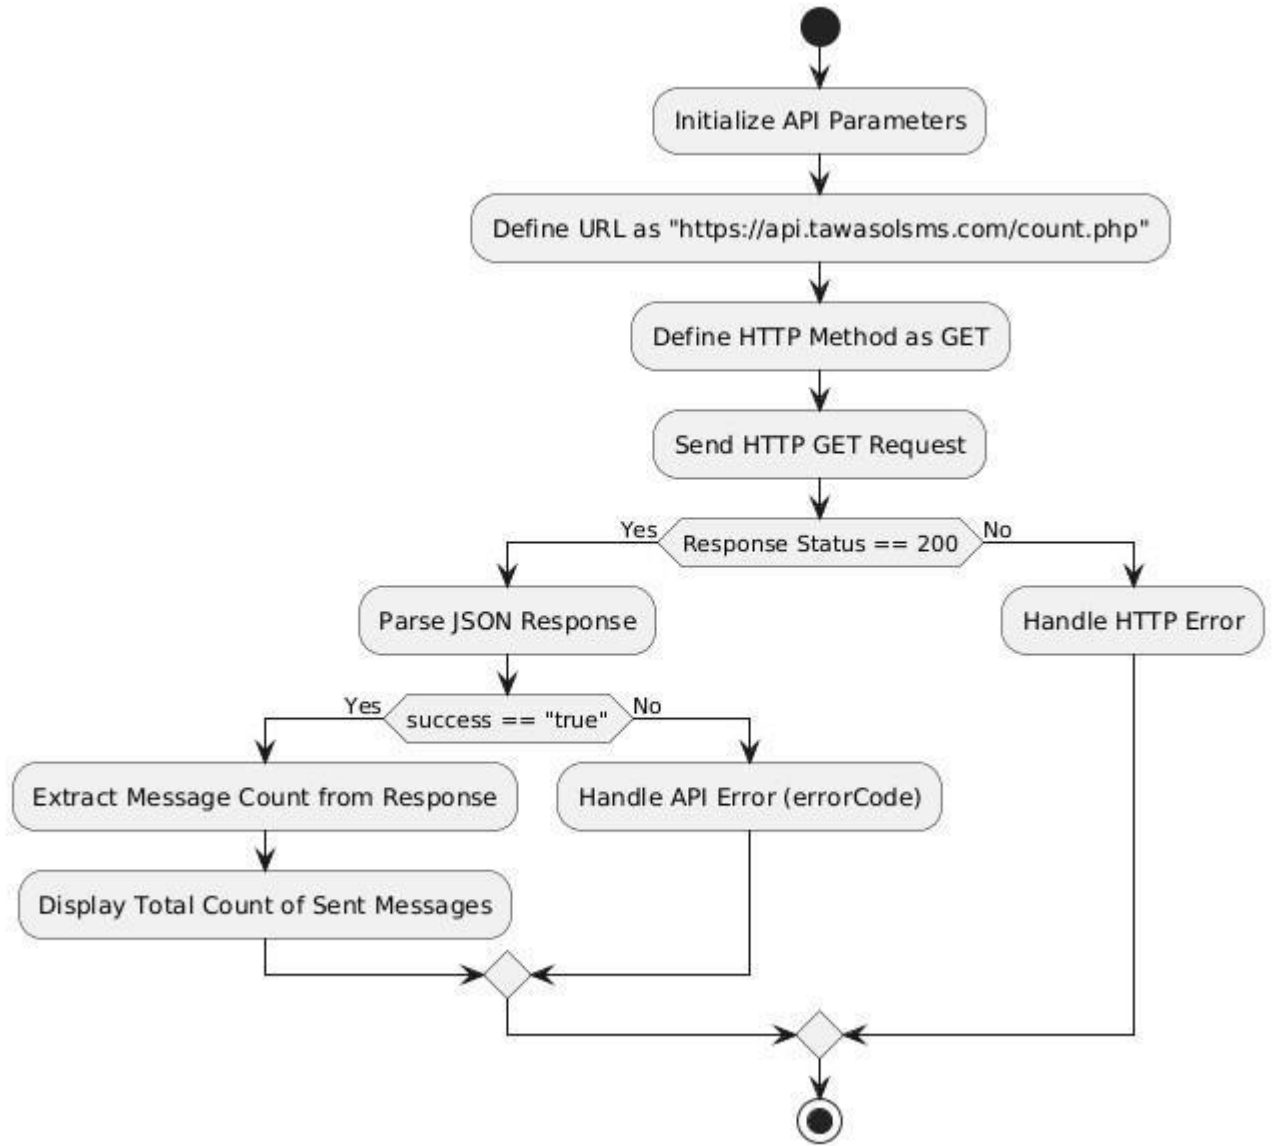 Initialize API Parameters
Define URL as "https://api.tawasolsms.com/count.php"
Define HTTP Method as GET
Send HTTP GET Request
Yes
Response Status == 200
No
Parse JSON Response
Handle HTTP Error
Yes
success == "true"
No
Extract Message Count from Response
Handle API Error (errorCode)
Display Total Count of Sent Messages